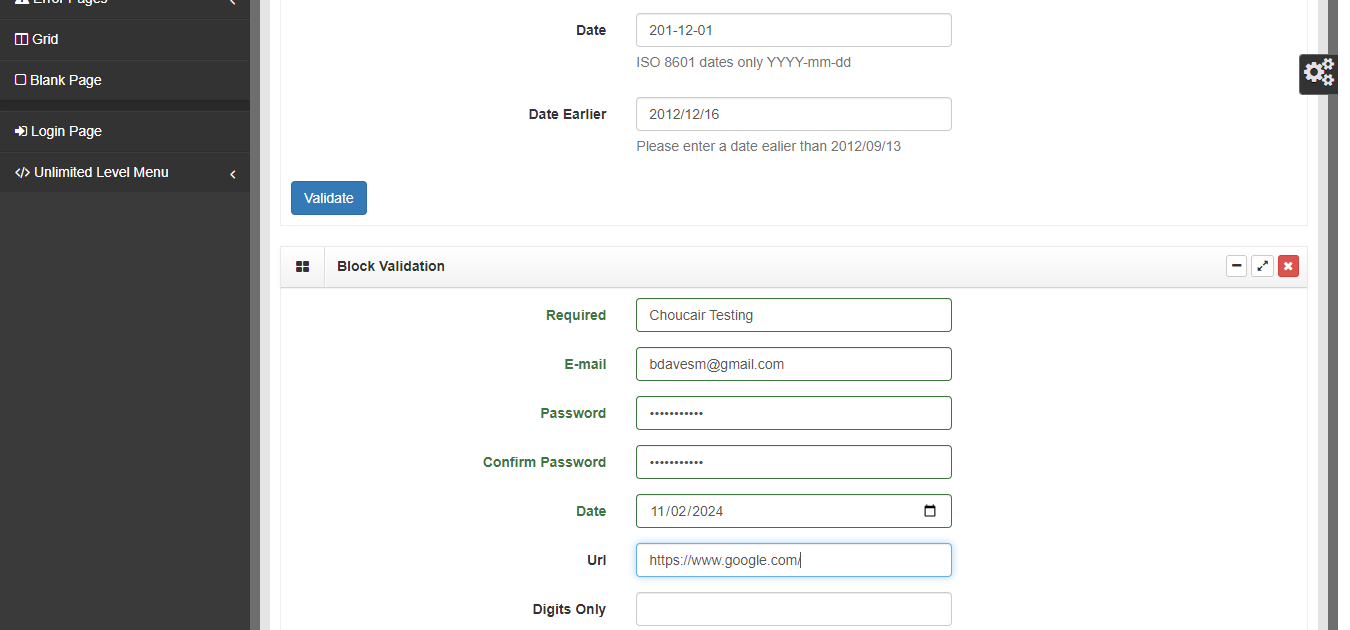 Error Pages
Grid
Blank Page
Login Page
Unlimited Level Menu
Date
201-12-01
ISO 8601 dates only YYYY-mm-dd
Date Earlier
2012/12/16
Please enter a date ealier than 2012/09/13
Validate
Block Validation
Required
Choucair Testing
E-mail
bdavesm@gmail.com
Password
•••••••••••
Confirm Password
•••••••••••
Date
11/02/2024
Url
https://www.google.com/
Digits Only